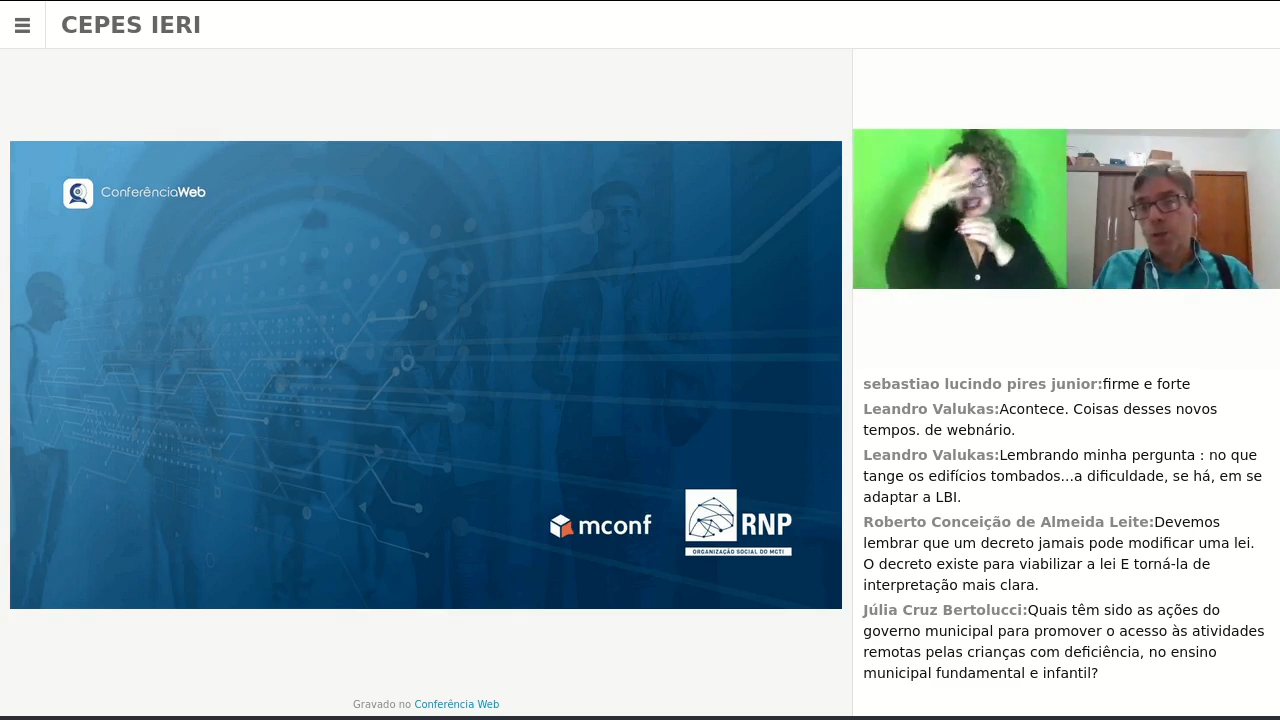 CEPES IERI
ConferênciaWeb
mconf
RNP
ORGANIZAÇÃO SOCIAL DO MCTI
sebastiao lucindo pires junior:firme e forte
Leandro Valukas:Acontece. Coisas desses novos
tempos. de webnário.
Leandro Valukas:Lembrando minha pergunta : no que
tange os edifícios tombados...a dificuldade, se há, em se
adaptar a LBI.
Roberto Conceição de Almeida Leite:Devemos
lembrar que um decreto jamais pode modificar uma lei.
O decreto existe para viabilizar a lei E torná-la de
interpretação mais clara.
Júlia Cruz Bertolucci:Quais têm sido as ações do
governo municipal para promover o acesso às atividades
remotas pelas crianças com deficiência, no ensino
municipal fundamental e infantil?
Gravado no Conferência Web